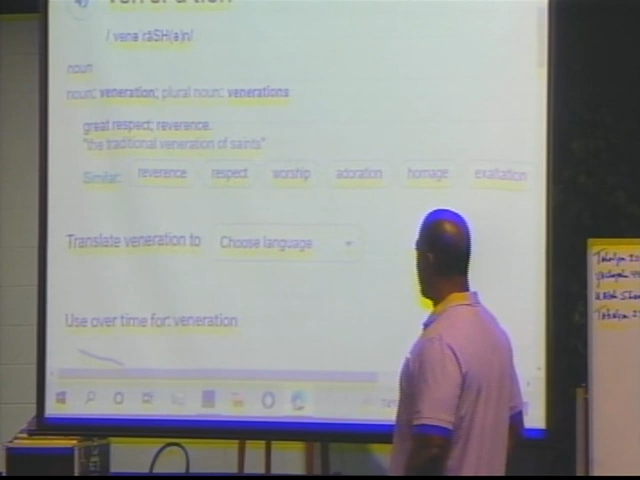 /ˌvenəˈrāSH(ə)n/
noun
noun: veneration; plural noun: venerations
great respect; reverence.
"the traditional veneration of saints"
Similar: reverence respect worship adoration homage exaltation
Translate veneration to Choose language
Use over time for: veneration